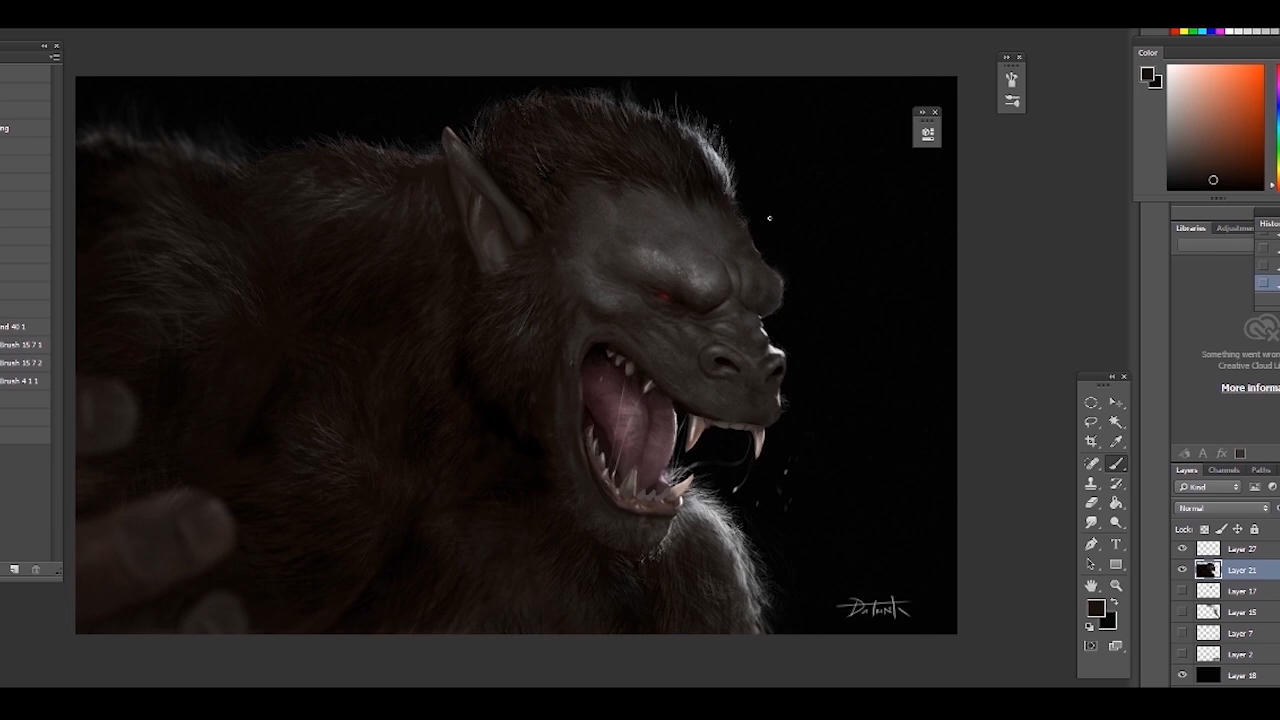 Color
ng
Libraries
Adjustmen
Histo
nd 40 1
Brush 15 7 1
Brush 15 7 2
Brush 4 1 1
Something went wron
Creative Cloud Li
More informa
Layers
Channels
Paths
Kind
Normal
Lock:
Layer 27
Layer 21
Layer 17
Layer 15
Layer 7
Layer 2
Layer 18